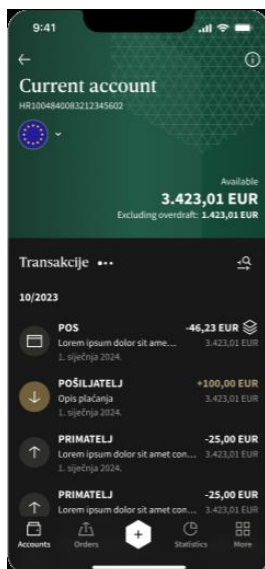 9:41
Current account
HR1004840083212345602
Available
3.423,01 EUR
Excluding overdraft: 1.423,01 EUR
Transakcije
10/2023
POS -46,23 EUR
Lorem ipsum dolor sit ame... 3.423,01 EUR
1. siječnja 2024.
POŠILJATELJ +100,00 EUR
Opis plaćanja 3.423,01 EUR
1. siječnja 2024.
PRIMATELJ -25,00 EUR
Lorem ipsum dolor sit amet con... 3.423,01 EUR
1. siječnja 2024.
PRIMATELJ -25,00 EUR
Lorem ipsum dolor sit amet con... 3.423,01 EUR
Accounts Orders Statistics More